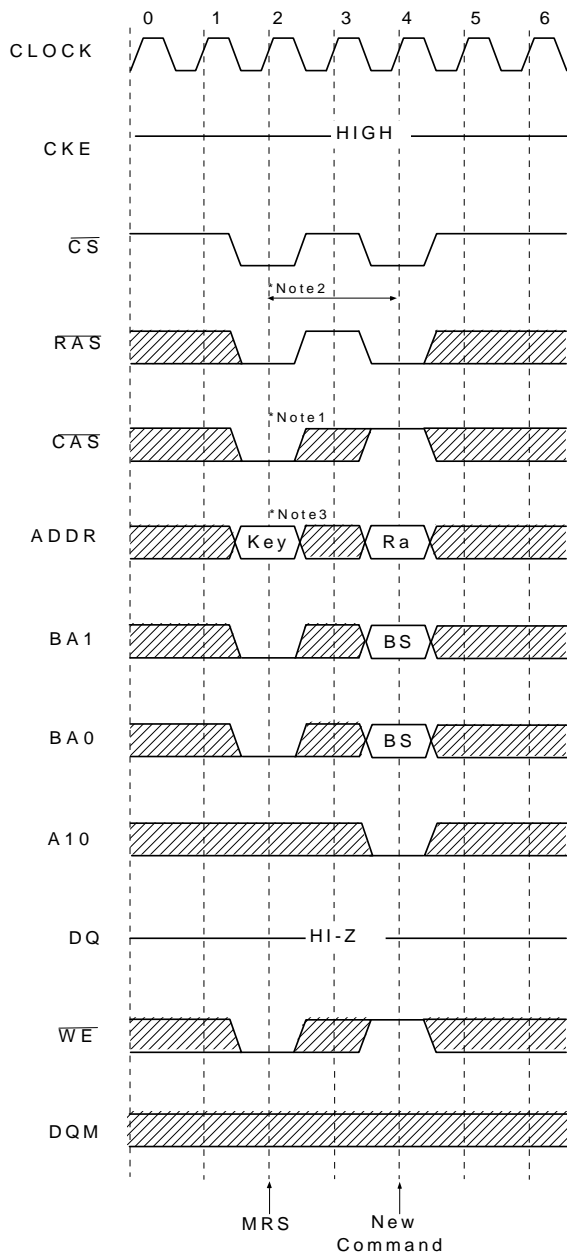 0 1 2 3 4 5 6
CLOCK
HIGH
CKE
CS
*Note2
RAS
*Note1
CAS
*Note3
ADDR
Key
Ra
BA1
BS
BA0
BS
A10
DQ
HI-Z
WE
DQM
MRS
New
Command